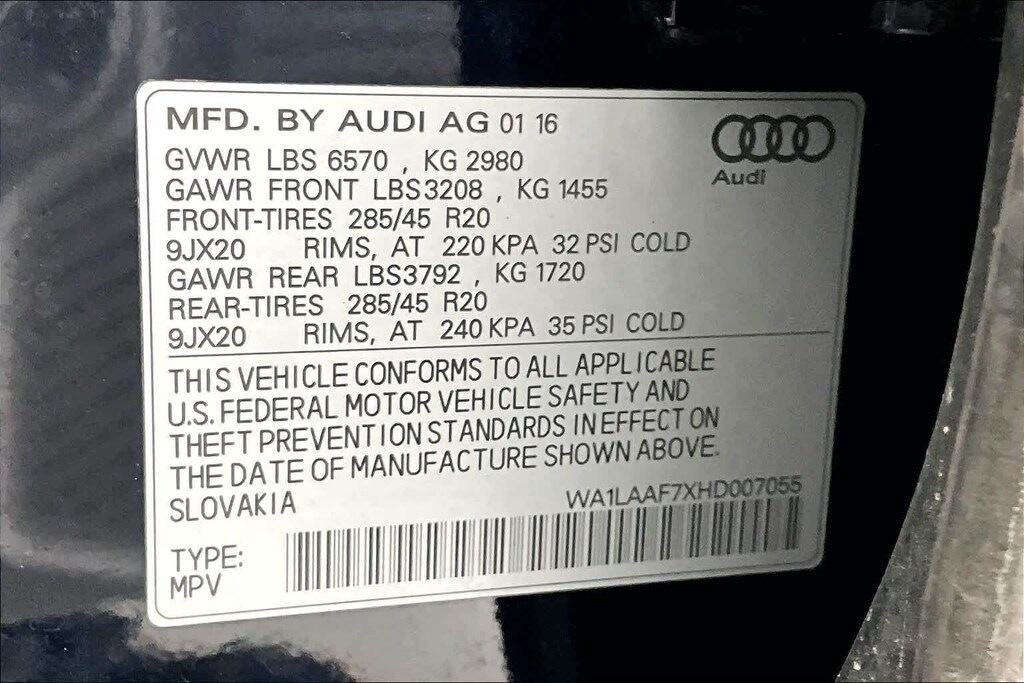 MFD. BY AUDI AG 01 16
Audi
GVWR LBS 6570 , KG 2980
GAWR FRONT LBS3208 , KG 1455
FRONT-TIRES 285/45 R20
9JX20 RIMS, AT 220 KPA 32 PSI COLD
GAWR REAR LBS3792 , KG 1720
REAR-TIRES 285/45 R20
9JX20 RIMS, AT 240 KPA 35 PSI COLD
THIS VEHICLE CONFORMS TO ALL APPLICABLE
U.S. FEDERAL MOTOR VEHICLE SAFETY AND
THEFT PREVENTION STANDARDS IN EFFECT ON
THE DATE OF MANUFACTURE SHOWN ABOVE.
SLOVAKIA WA1LAAF7XHD007055
TYPE:
MPV